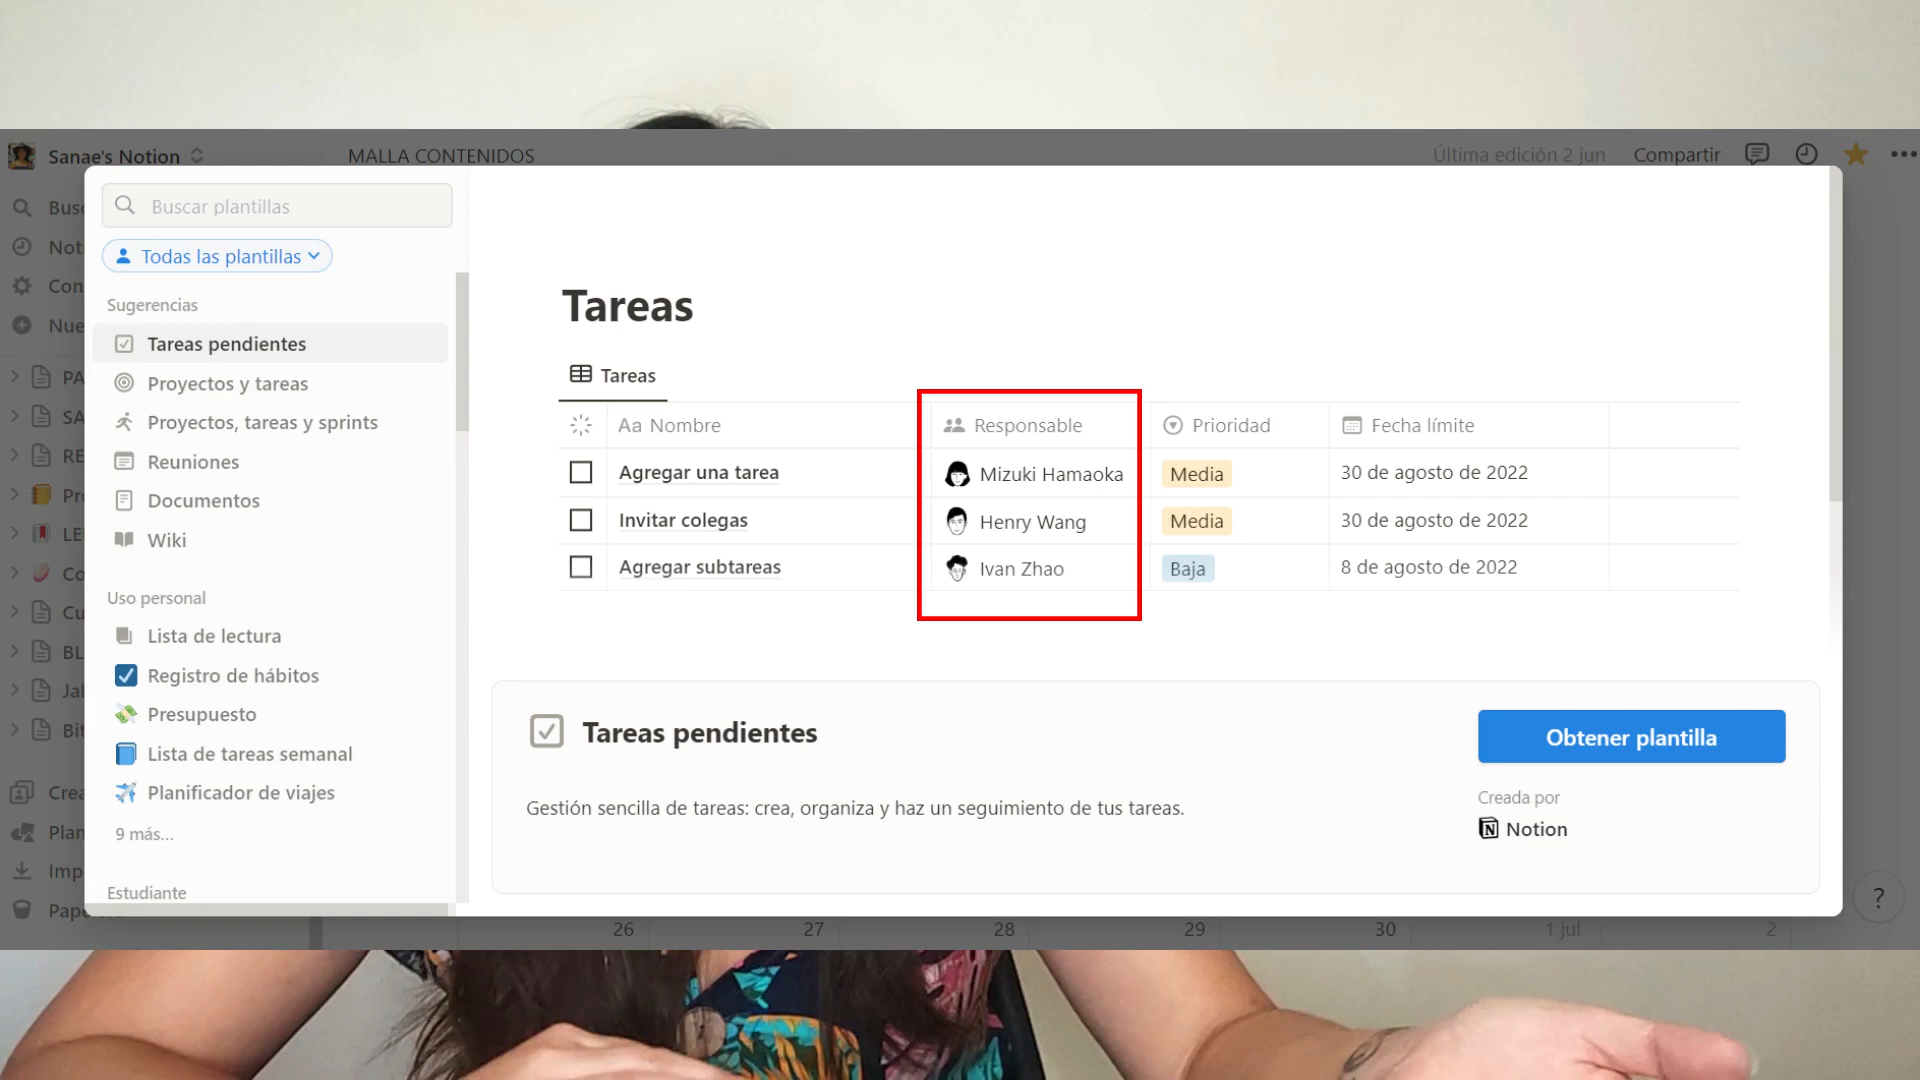 Sanae's Notion
MALLA CONTENIDOS
Última edición 2 jun
Compartir
Buscar plantillas
Todas las plantillas
Sugerencias
Tareas pendientes
Proyectos y tareas
Proyectos, tareas y sprints
Reuniones
Documentos
Wiki
Uso personal
Lista de lectura
Registro de hábitos
Presupuesto
Lista de tareas semanal
Planificador de viajes
9 más...
Estudiante
Tareas
Tareas
Aa Nombre
Responsable
Prioridad
Fecha límite
Agregar una tarea
Mizuki Hamaoka
Media
30 de agosto de 2022
Invitar colegas
Henry Wang
Media
30 de agosto de 2022
Agregar subtareas
Ivan Zhao
Baja
8 de agosto de 2022
Tareas pendientes
Obtener plantilla
Gestión sencilla de tareas: crea, organiza y haz un seguimiento de tus tareas.
Creada por
Notion
?
26
27
28
29
30
1 jul
2